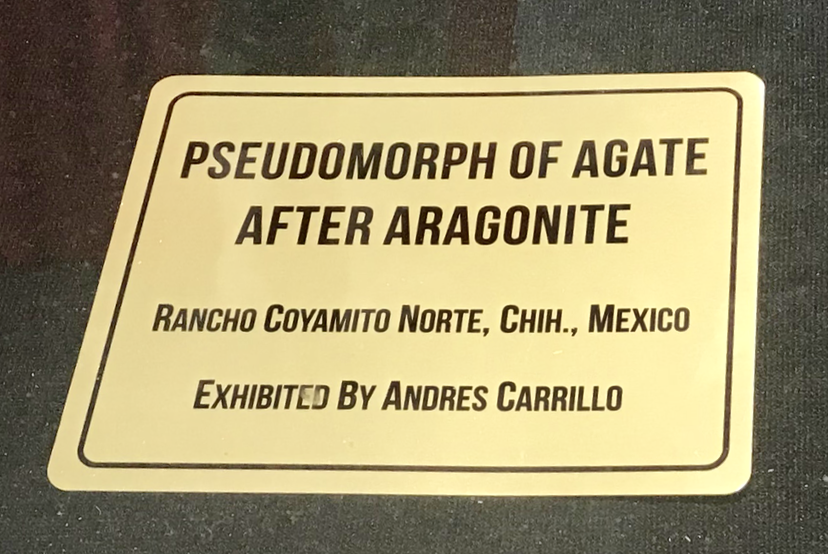 PSEUDOMORPH OF AGATE
AFTER ARAGONITE
RANCHO COYAMITO NORTE, CHIH., MEXICO
EXHIBITED BY ANDRES CARRILLO